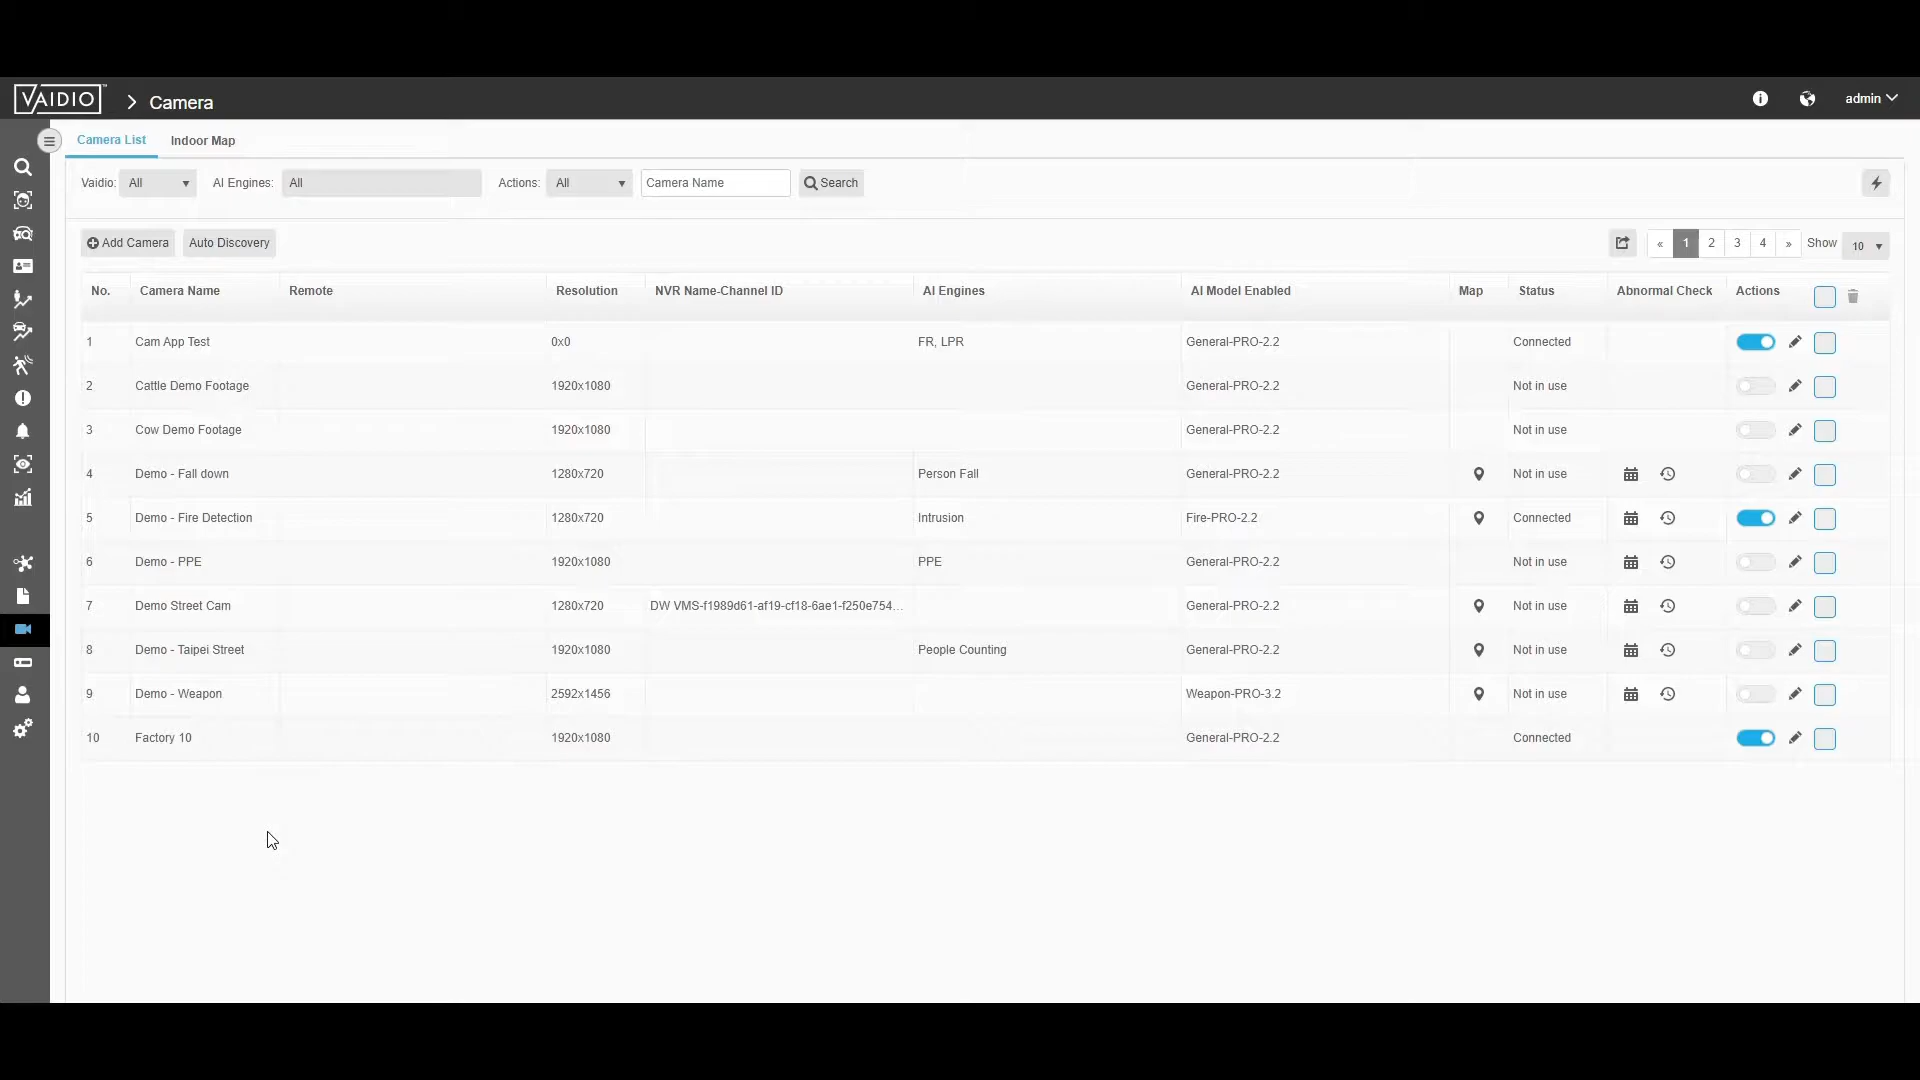 VAIDIO Camera admin
Camera List Indoor Map
Vaidio: All AI Engines: All Actions: All Camera Name Search
Add Camera Auto Discovery « 1 2 3 4 » Show 10
No. Camera Name Remote Resolution NVR Name-Channel ID AI Engines AI Model Enabled Map Status Abnormal Check Actions
1 Cam App Test 0x0 FR, LPR General-PRO-2.2 Connected
2 Cattle Demo Footage 1920x1080 General-PRO-2.2 Not in use
3 Cow Demo Footage 1920x1080 General-PRO-2.2 Not in use
4 Demo - Fall down 1280x720 Person Fall General-PRO-2.2 Not in use
5 Demo - Fire Detection 1280x720 Intrusion Fire-PRO-2.2 Connected
6 Demo - PPE 1920x1080 PPE General-PRO-2.2 Not in use
7 Demo Street Cam 1280x720 DW VMS-f1989d61-af19-cf18-6ae1-f250e754... General-PRO-2.2 Not in use
8 Demo - Taipei Street 1920x1080 People Counting General-PRO-2.2 Not in use
9 Demo - Weapon 2592x1456 Weapon-PRO-3.2 Not in use
10 Factory 10 1920x1080 General-PRO-2.2 Connected